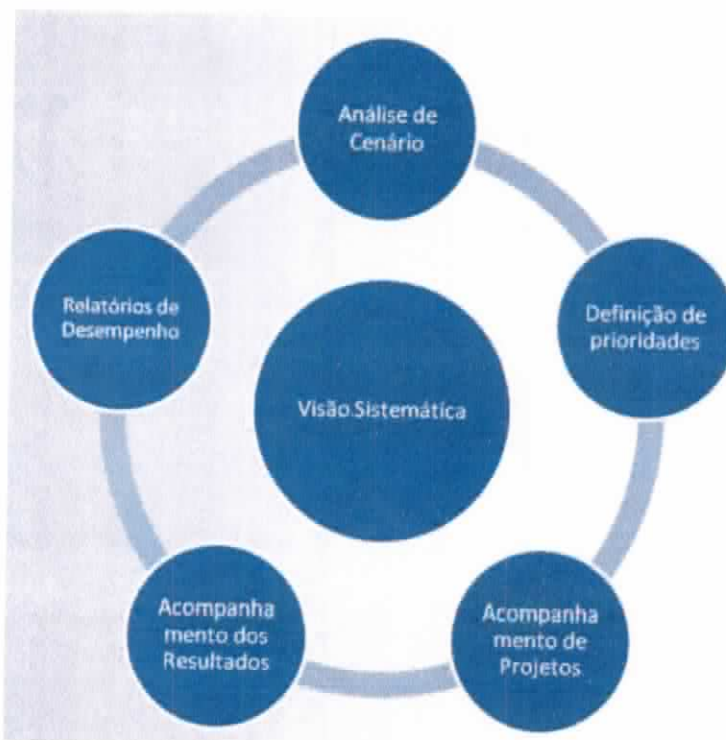 Análise de
Cenário
Definição de
prioridades
Acompanha
mento de
Projetos
Acompanha
mento dos
Resultados
Relatórios de
Desempenho
Visão Sistemática